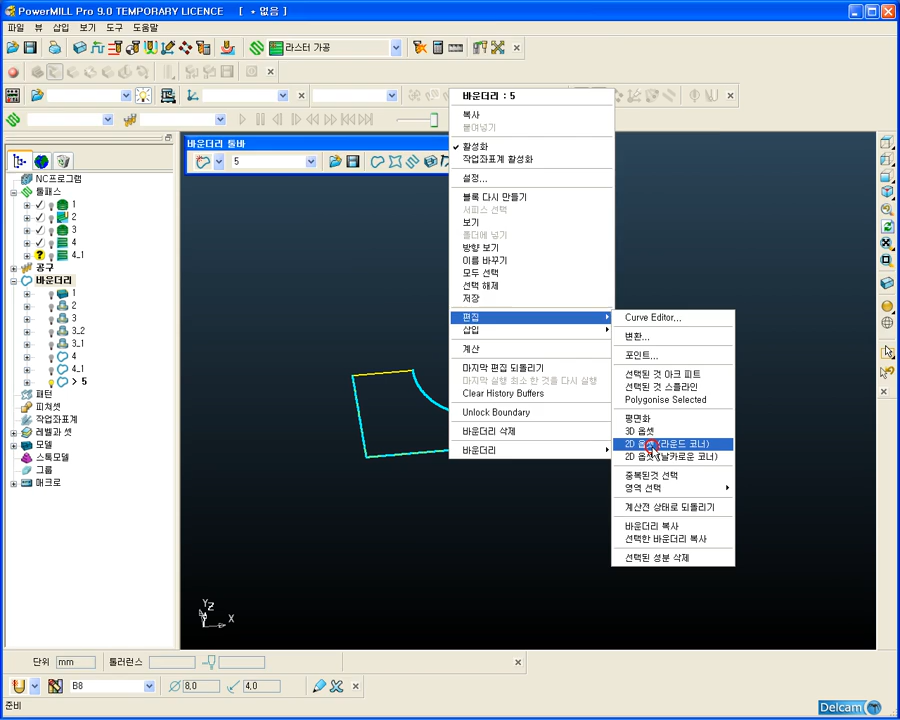 PowerMILL Pro 9.0 TEMPORARY LICENCE [ 없음 ]
파일 뷰 삽입 보기 도구 도움말
라스터 가공
바운더리 툴바
5
NC프로그램
툴패스
1
2
3
4
4_1
공구
바운더리
1
2
3
3_2
3_1
4
4_1
> 5
패턴
피쳐셋
작업좌표계
레벨과 셋
모델
스톡모델
그룹
매크로
바운더리 : 5
복사
붙여넣기
활성화
작업좌표계 활성화
설정...
블록 다시 만들기
서피스 선택
보기
폴더에 넣기
방향 보기
이름 바꾸기
모두 선택
선택 해제
저장
편집
삽입
계산
마지막 편집 되돌리기
마지막 실행 취소 한 것을 다시 실행
Clear History Buffers
Unlock Boundary
바운더리 삭제
바운더리
Curve Editor...
변환...
포인트...
선택된 것 아크 피트
선택된 것 스플라인
Polygonise Selected
평면화
3D 옵셋
2D 옵셋 (라운드 코너)
2D 옵셋 (날카로운 코너)
중복된것 선택
영역 선택
계산전 상태로 되돌리기
바운더리 복사
선택한 바운더리 복사
선택된 성분 삭제
Y
Z
X
단위 mm 톨러런스
B8 8,0 4,0
준비
Delcam